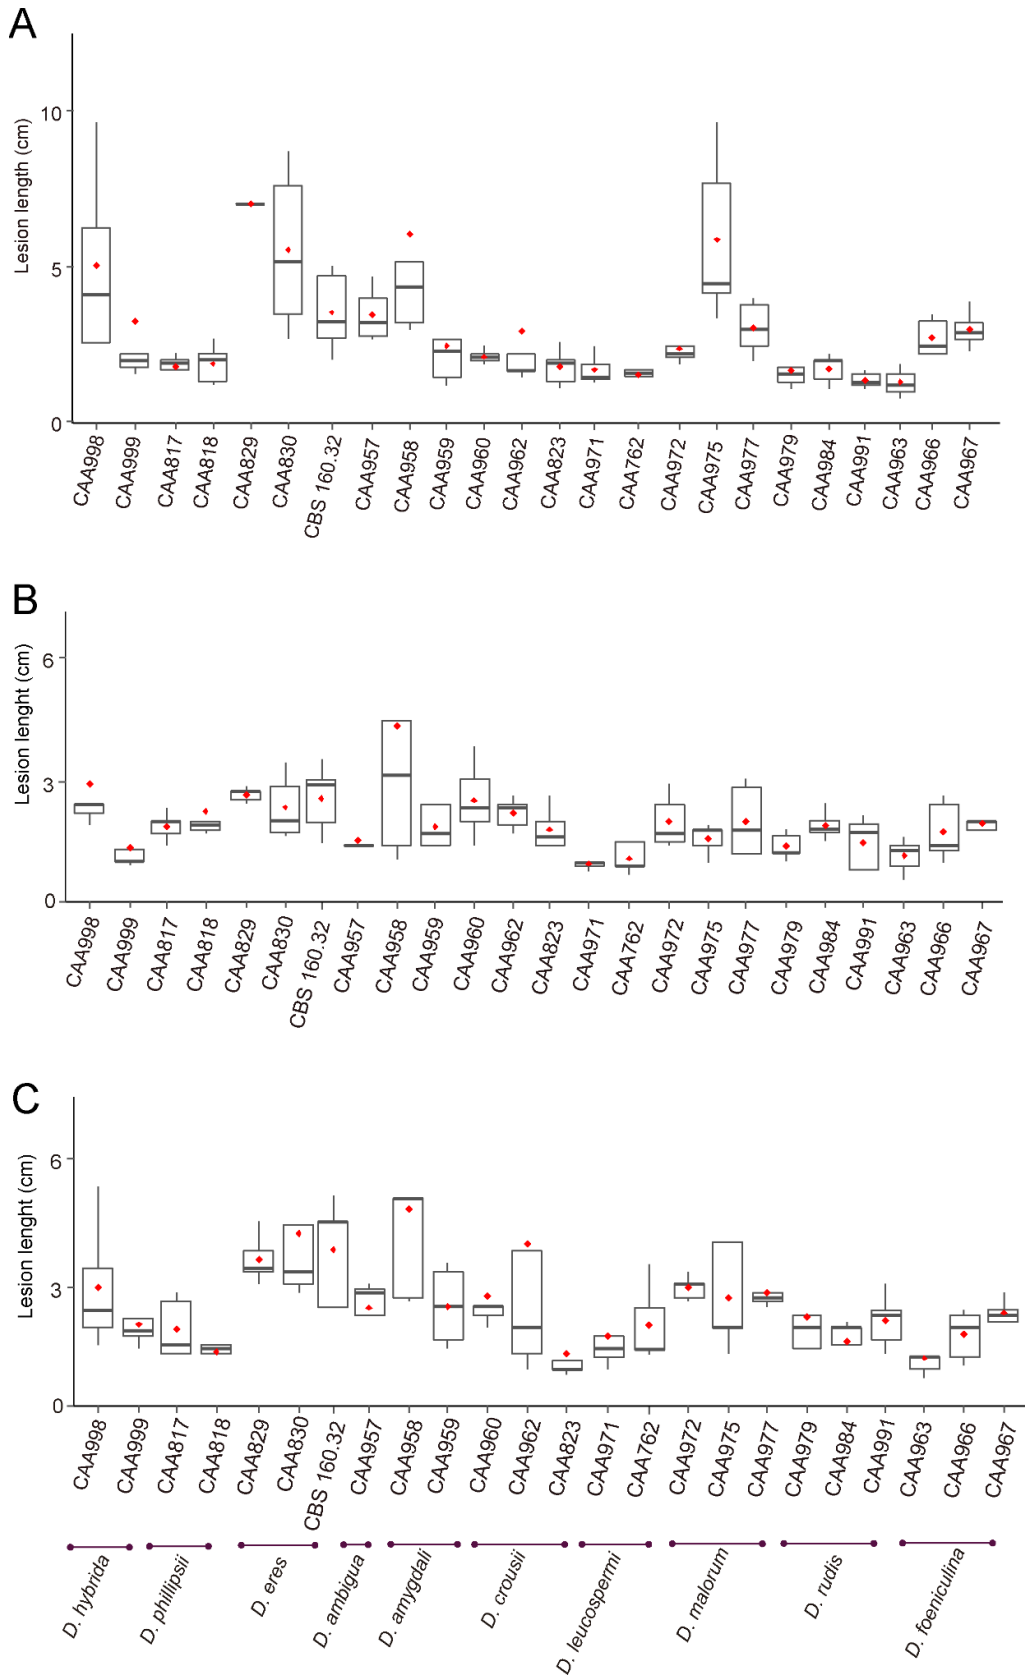 A
Lesion length (cm)
10
5
0
CAA998
CAA999
CAA817
CAA818
CAA829
CAA830
CBS 160.32
CAA957
CAA958
CAA959
CAA960
CAA962
CAA823
CAA971
CAA762
CAA972
CAA975
CAA977
CAA979
CAA984
CAA991
CAA963
CAA966
CAA967
B
Lesion lenght (cm)
6
3
0
CAA998
CAA999
CAA817
CAA818
CAA829
CAA830
CBS 160.32
CAA957
CAA958
CAA959
CAA960
CAA962
CAA823
CAA971
CAA762
CAA972
CAA975
CAA977
CAA979
CAA984
CAA991
CAA963
CAA966
CAA967
C
Lesion lenght (cm)
6
3
0
CAA998
CAA999
CAA817
CAA818
CAA829
CAA830
CBS 160.32
CAA957
CAA958
CAA959
CAA960
CAA962
CAA823
CAA971
CAA762
CAA972
CAA975
CAA977
CAA979
CAA984
CAA991
CAA963
CAA966
CAA967
D. hybrida
D. phillipsii
D. eres
D. ambigua
D. amygdali
D. crousii
D. leucospermi
D. malorum
D. rudis
D. foeniculina